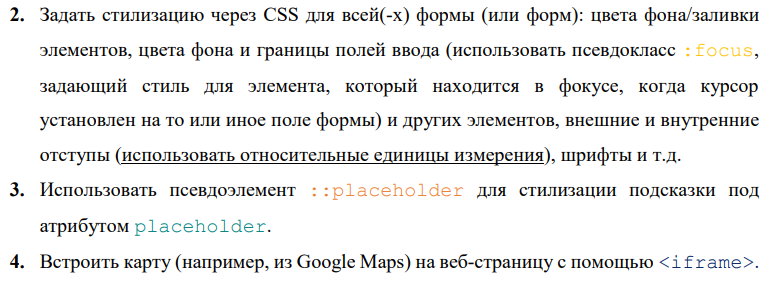 2. Задать стилизацию через CSS для всей(-х) формы (или форм): цвета фона/заливки
элементов, цвета фона и границы полей ввода (использовать псевдокласс :focus,
задающий стиль для элемента, который находится в фокусе, когда курсор
установлен на то или иное поле формы) и других элементов, внешние и внутренние
отступы (использовать относительные единицы измерения), шрифты и т.д.
3. Использовать псевдоэлемент ::placeholder для стилизации подсказки под
атрибутом placeholder.
4. Встроить карту (например, из Google Maps) на веб-страницу с помощью <iframe>.